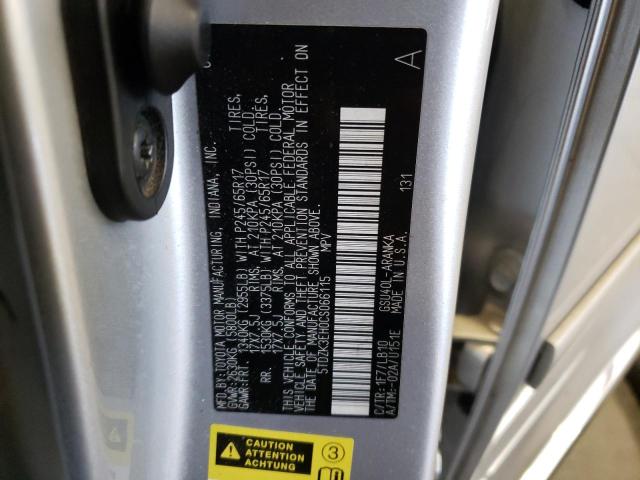 MFD.BY:TOYOTA MOTOR MANUFACTURING, INDIANA, INC.
GVWR:2630KG (5800LB)
GAWR:FRT. 1340KG (2955LB) WITH P245/65R17 TIRES,
17X7.5J RIMS, AT 210KPA (30PSI) COLD
RR. 1530KG (3375LB) WITH P245/65R17 TIRES,
17X7.5J RIMS, AT 210KPA (30PSI) COLD
THIS VEHICLE CONFORMS TO ALL APPLICABLE FEDERAL MOTOR
VEHICLE SAFETY AND THEFT PREVENTION STANDARDS IN EFFECT ON
THE DATE OF MANUFACTURE SHOWN ABOVE.
5TDZK3EH0CS066115 MPV
A
131
C/TR:1F7/LB10 GSU40L-ARANKA
A/TM:-02A/U151E MADE IN U.S.A.
CAUTION
ATTENTION
ACHTUNG
3